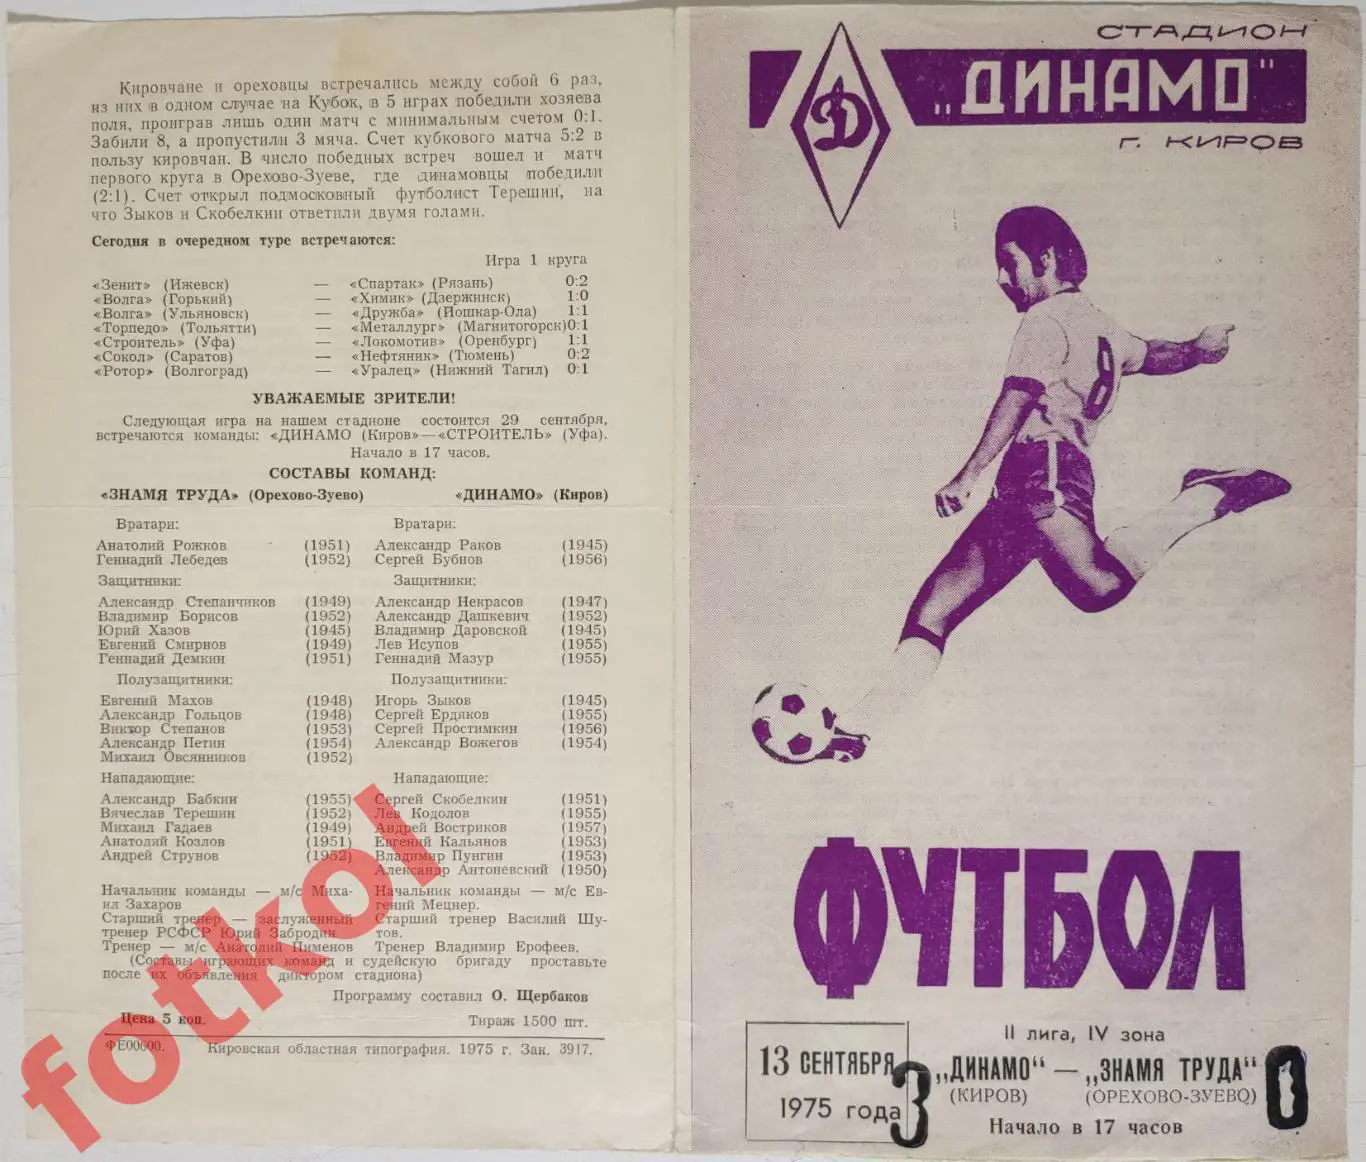 Кировчане и ореховцы встречались между собой 6 раз,
из них в одном случае на Кубок, в 5 играх победили хозяева
поля, проиграв лишь один матч с минимальным счетом 0:1.
Забили 8, а пропустили 3 мяча. Счет кубкового матча 5:2 в
пользу кировчан. В число победных встреч вошел и матч
первого круга в Орехово-Зуеве, где динамовцы победили
(2:1). Счет открыл подмосковный футболист Терешин, на
что Зыков и Скобелкин ответили двумя голами.
Сегодня в очередном туре встречаются:
Игра 1 круга
«Зенит» (Ижевск) — «Спартак» (Рязань) 0:2
«Волга» (Горький) — «Химик» (Дзержинск) 1:0
«Волга» (Ульяновск) — «Дружба» (Йошкар-Ола) 1:1
«Торпедо» (Тольятти) — «Металлург» (Магнитогорск) 0:1
«Строитель» (Уфа) — «Локомотив» (Оренбург) 1:1
«Сокол» (Саратов) — «Нефтяник» (Тюмень) 0:2
«Ротор» (Волгоград) — «Уралец» (Нижний Тагил) 0:1
УВАЖАЕМЫЕ ЗРИТЕЛИ!
Следующая игра на нашем стадионе состоится 29 сентября,
встречаются команды: «ДИНАМО (Киров)—«СТРОИТЕЛЬ» (Уфа).
Начало в 17 часов.
СОСТАВЫ КОМАНД:
«ЗНАМЯ ТРУДА» (Орехово-Зуево) «ДИНАМО» (Киров)
Вратари: Вратари:
Анатолий Рожков (1951) Александр Раков (1945)
Геннадий Лебедев (1952) Сергей Бубнов (1956)
Защитники: Защитники:
Александр Степанчиков (1949) Александр Некрасов (1947)
Владимир Борисов (1952) Александр Дашкевич (1952)
Юрий Хазов (1945) Владимир Даровской (1945)
Евгений Смирнов (1949) Лев Исупов (1955)
Геннадий Демкин (1951) Геннадий Мазур (1955)
Полузащитники: Полузащитники:
Евгений Махов (1948) Игорь Зыков (1945)
Александр Гольцов (1948) Сергей Ердяков (1955)
Виктор Степанов (1953) Сергей Простимкин (1956)
Александр Петин (1954) Александр Вожегов (1954)
Михаил Овсянников (1952)
Нападающие: Нападающие:
Александр Бабкин (1955) Сергей Скобелкин (1951)
Вячеслав Терешин (1952) Лев Кодолов (1955)
Михаил Гадаев (1949) Андрей Востриков (1957)
Анатолий Козлов (1951) Евгений Кальянов (1953)
Андрей Струнов (1952) Владимир Пунгин (1953)
Александр Антоневский (1950)
Начальник команды — м/с Миха- Начальник команды — м/с Ев-
ил Захаров гений Мецнер.
Старший тренер — заслуженный Старший тренер Василий Шу-
тренер РСФСР Юрий Забродин тов.
Тренер — м/с Анатолий Пименов Тренер Владимир Ерофеев.
(Составы играющих команд и судейскую бригаду проставьте
после их объявления диктором стадиона)
Программу составил О. Щербаков
Цена 5 коп. Тираж 1500 шт.
ФЕ00600. Кировская областная типография. 1975 г. Зак. 3917.
fotkol
СТАДИОН
„ДИНАМО"
г. КИРОВ
Д
8
ФУТБОЛ
13 СЕНТЯБРЯ
1975 года
II лига, IV зона
3 „ДИНАМО" — „ЗНАМЯ ТРУДА" 0
(КИРОВ) (ОРЕХОВО-ЗУЕВО)
Начало в 17 часов